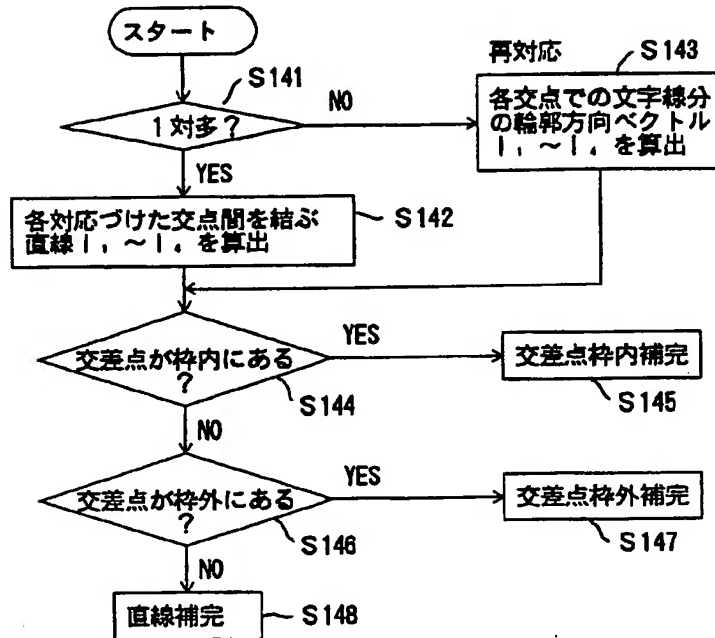 スタート
S141
1対多?
NO
YES
再対応
S143
各交点での文字線分
の輪郭方向ベクトル
l₁~l₄を算出
各対応づけた交点間を結ぶ
直線l₁~l₄を算出
S142
交差点が枠内にある
?
YES
S144
NO
交差点枠内補完
S145
交差点が枠外にある
?
YES
S146
NO
交差点枠外補完
S147
直線補完
S148